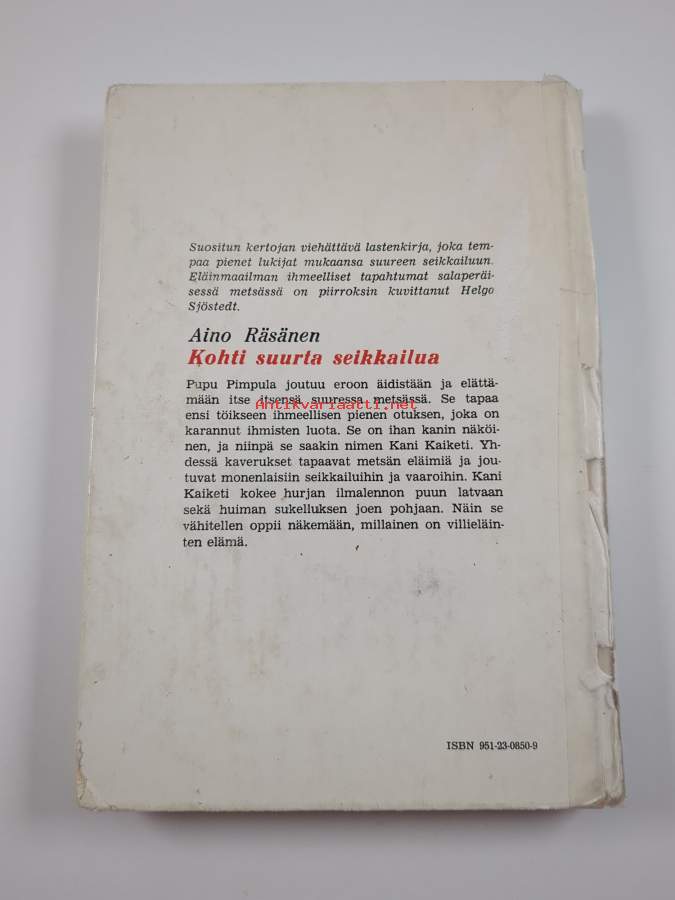 Suositun kertojan viehättävä lastenkirja, joka tem-
paa pienet lukijat mukaansa suureen seikkailuun.
Eläinmaailman ihmeelliset tapahtumat salaperäi-
sessä metsässä on piirroksin kuvittanut Helge
Sjöstedt.
Aino Räsänen
Kohti suurta seikkailua
Pupu Pimpula joutuu eroon äidistään ja elättä-
mään itse itsensä suuressa metsässä. Se tapaa
Antikvariaatti.net
ensi töikseen ihmeellisen pienen otuksen, joka on
karannut ihmisten luota. Se on ihan kanin näköi-
nen, ja niinpä se saakin nimen Kani Kaiketi. Yh-
dessä kaverukset tapaavat metsän eläimiä ja jou-
tuvat monenlaisiin seikkailuihin ja vaaroihin. Kani
Kaiketi kokee hurjan ilmalennon puun latvaan
sekä huiman sukelluksen joen pohjaan. Näin se
vähitellen oppii näkemään, millainen on villieläin-
ten elämä.
ISBN 951-23-0850-9